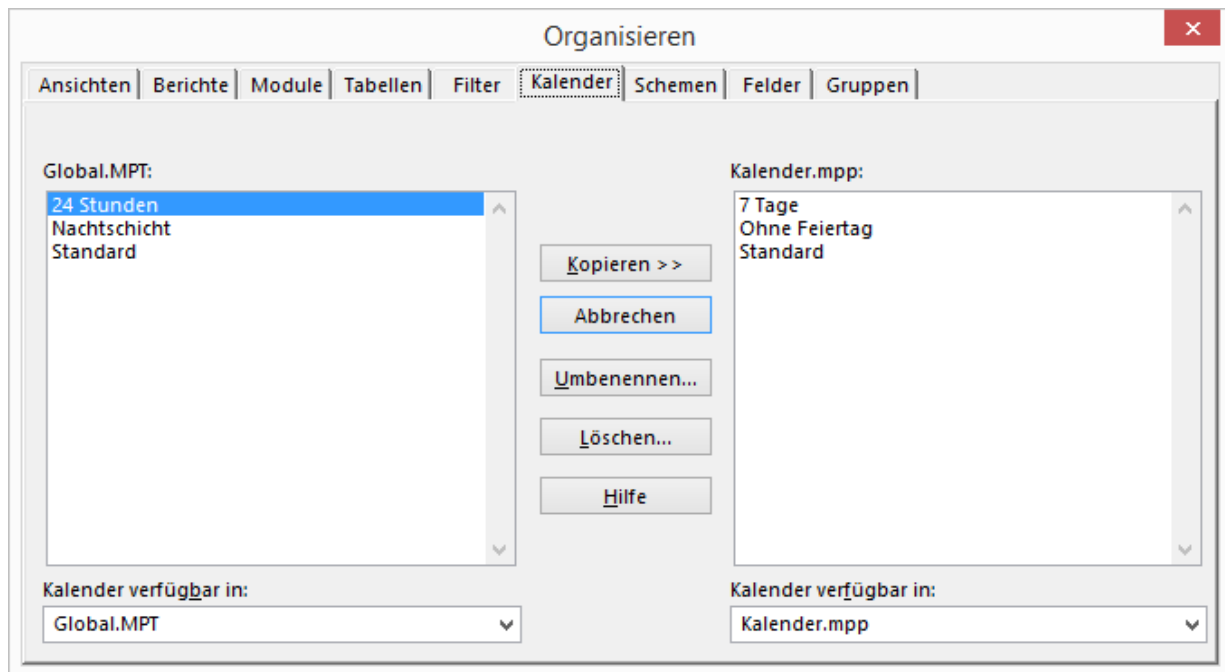 Organisieren
Ansichten Berichte Module Tabellen Filter Kalender Schemen Felder Gruppen
Global.MPT:
24 Stunden
Nachtschicht
Standard
Kopieren >>
Abbrechen
Umbenennen...
Löschen...
Hilfe
Kalender.mpp:
7 Tage
Ohne Feiertag
Standard
Kalender verfügbar in:
Global.MPT
Kalender verfügbar in:
Kalender.mpp